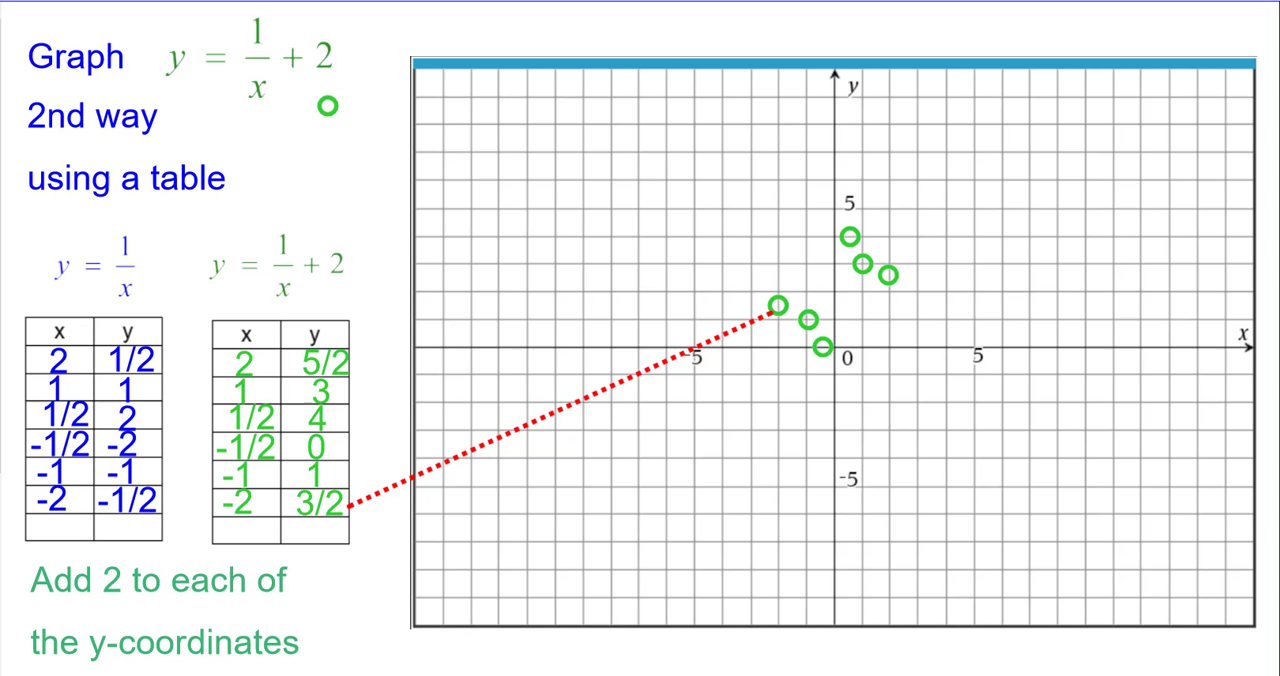 Graph y = 1/x + 2
2nd way
using a table
y = 1/x
x y
2 1/2
1 1
1/2 2
-1/2 -2
-1 -1
-2 -1/2
y = 1/x + 2
x y
2 5/2
1 3
1/2 4
-1/2 0
-1 1
-2 3/2
Add 2 to each of
the y-coordinates
y
5
x
-5 0 5
-5